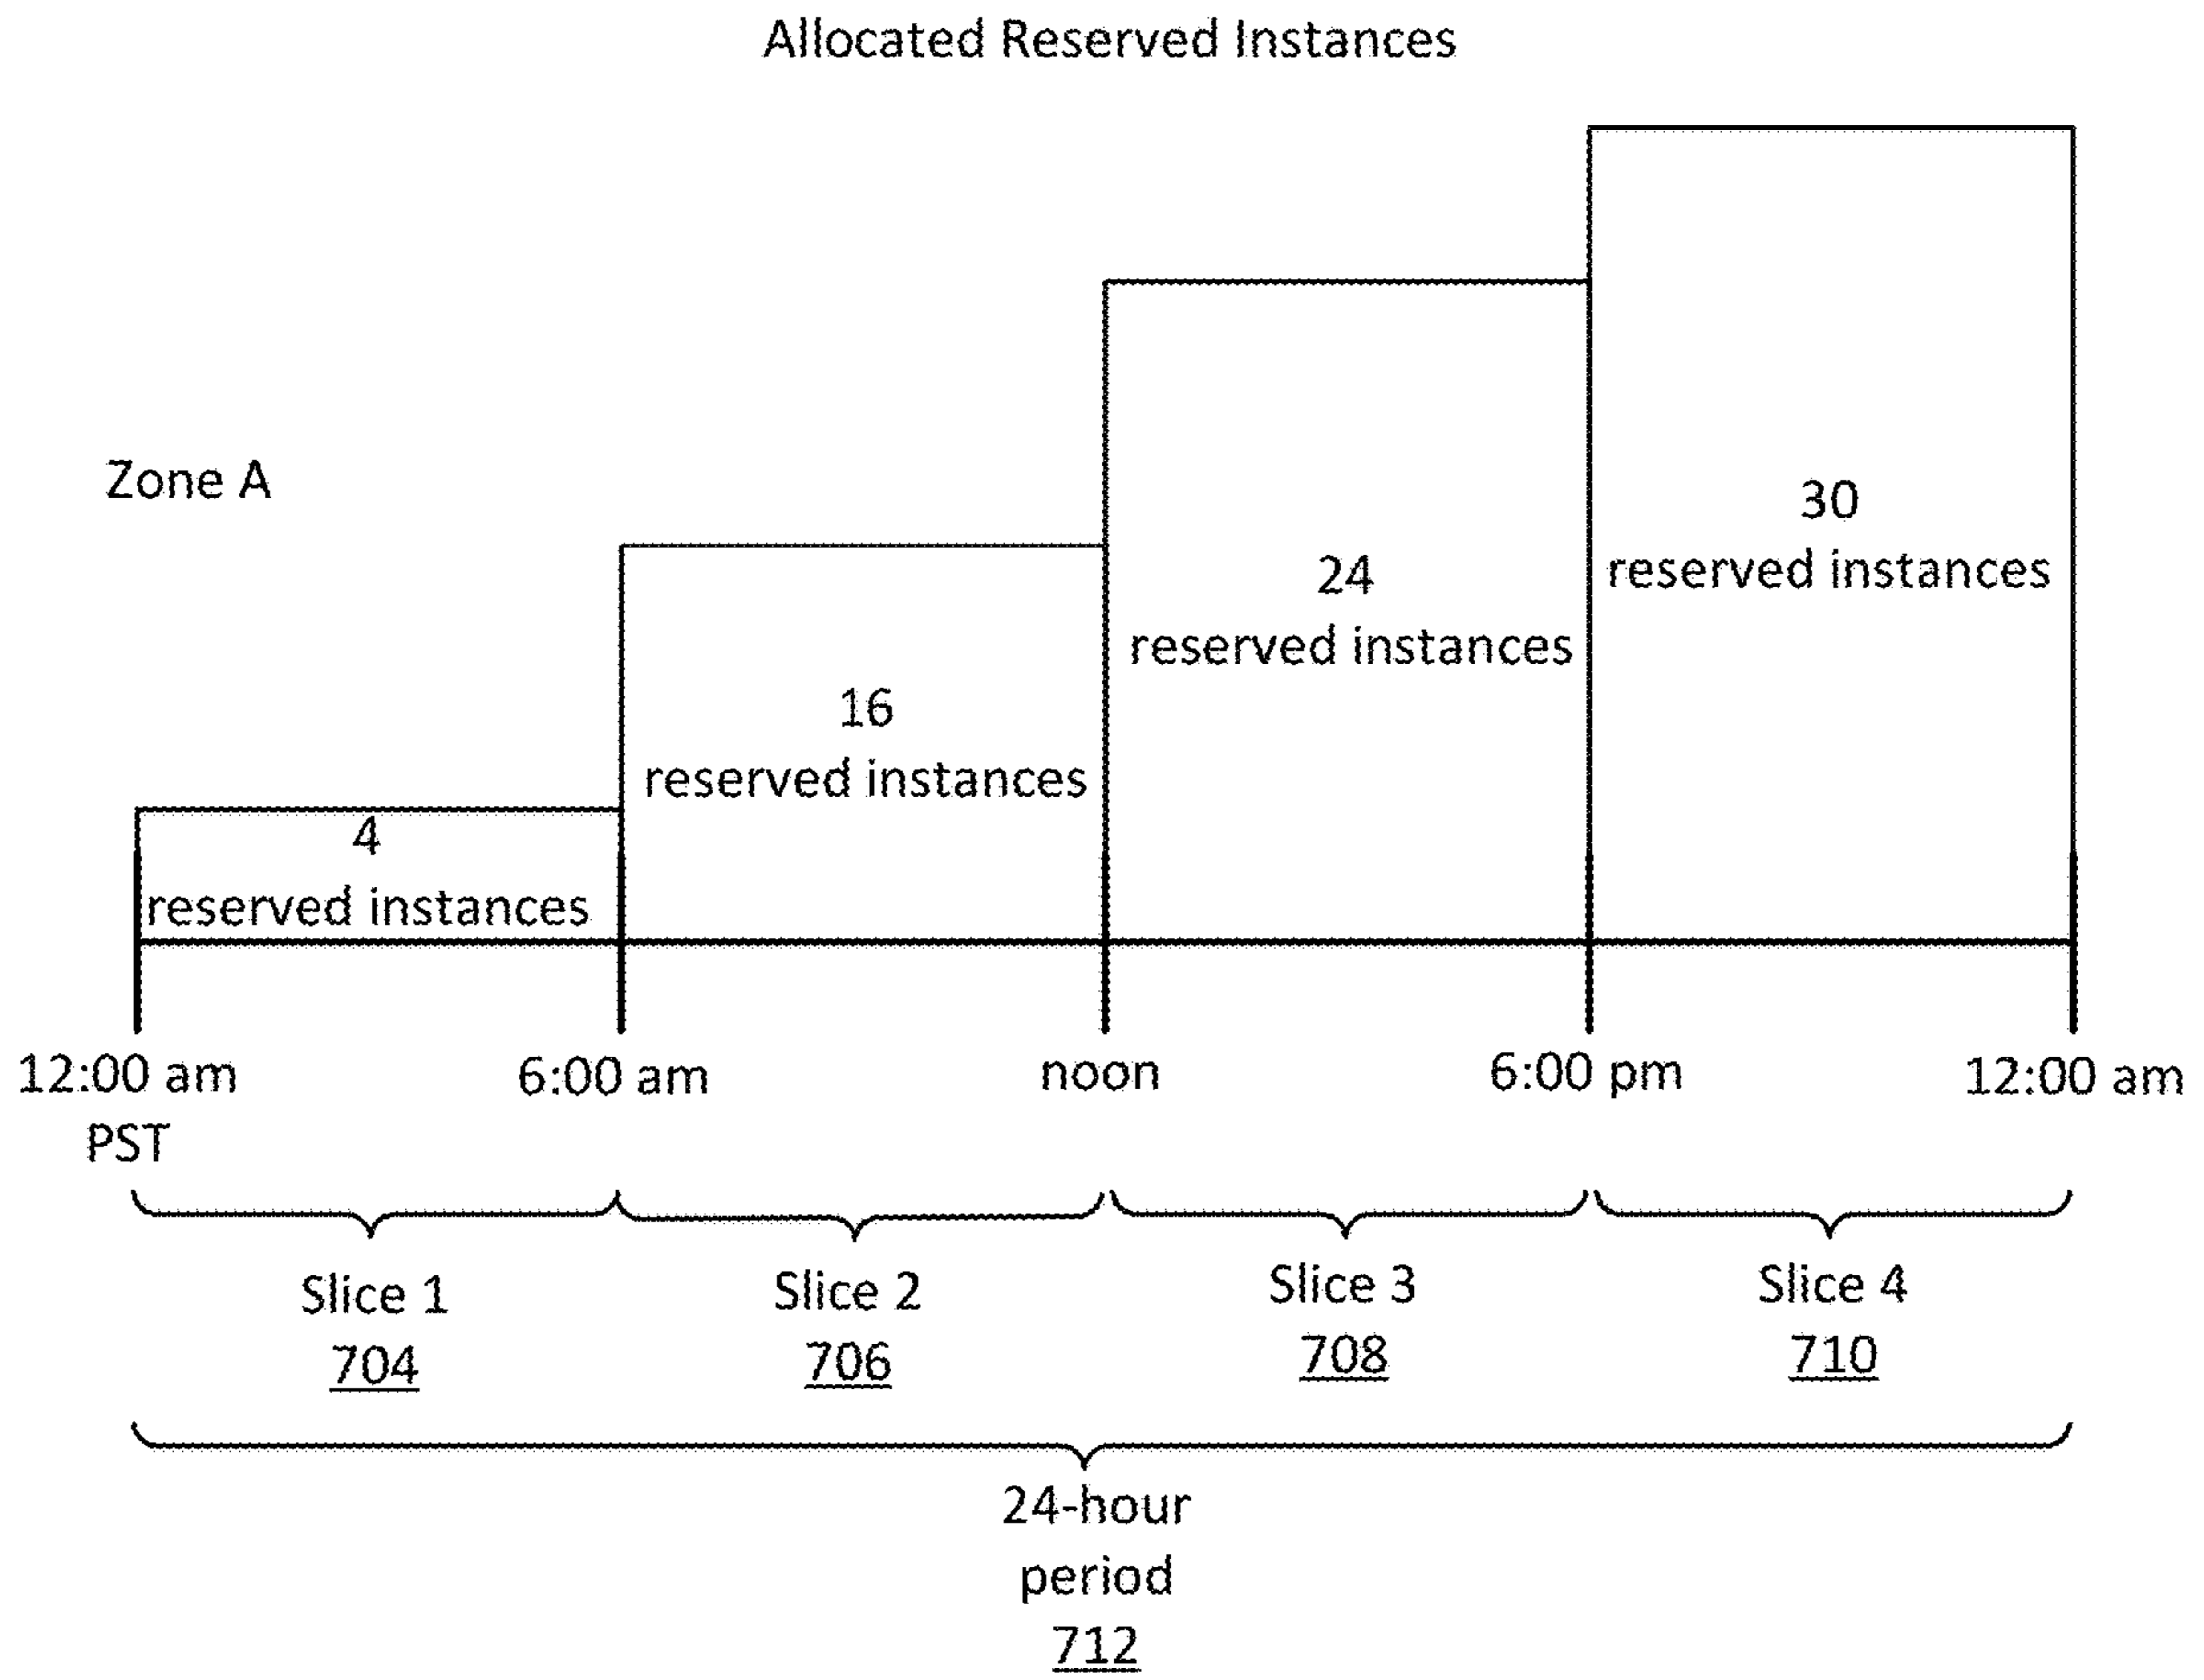 Allocated Reserved Instances
Zone A
30
reserved instances
24
reserved instances
16
reserved instances
4
reserved instances
12:00 am
PST
6:00 am
noon
6:00 pm
12:00 am
Slice 1
704
Slice 2
706
Slice 3
708
Slice 4
710
24-hour
period
712